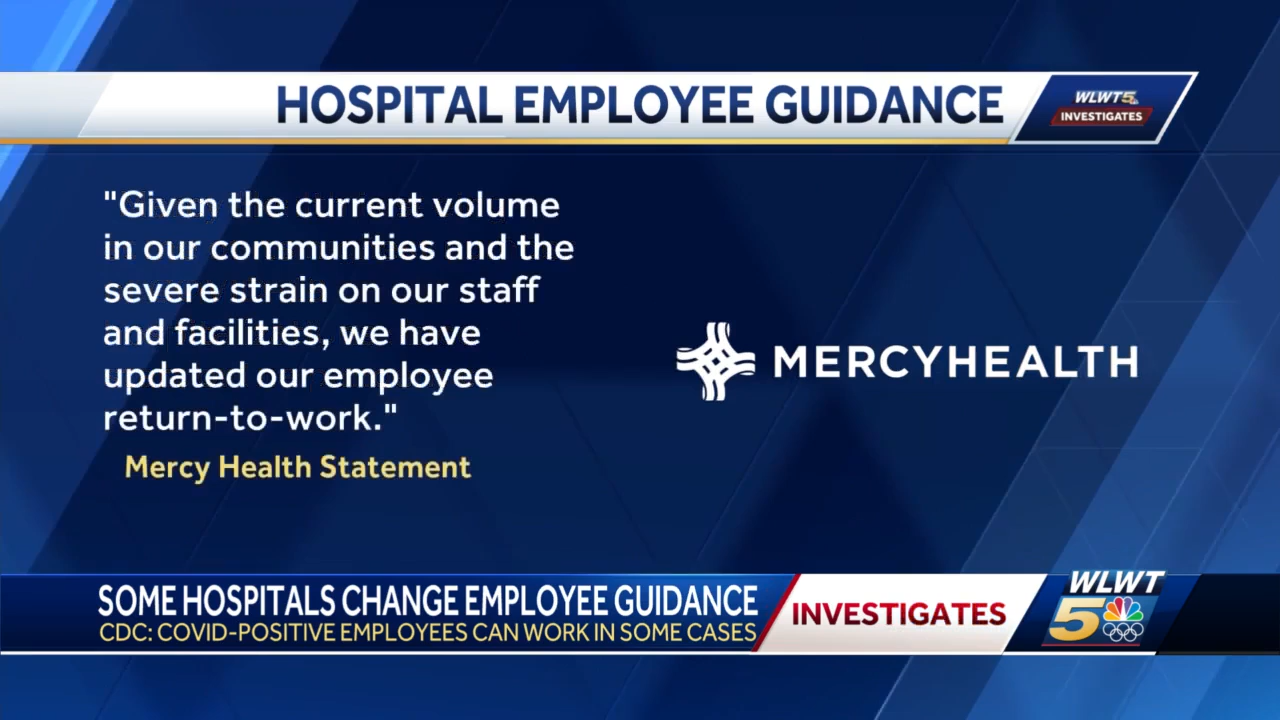 HOSPITAL EMPLOYEE GUIDANCE
WLWT5
INVESTIGATES
"Given the current volume
in our communities and the
severe strain on our staff
and facilities, we have
updated our employee
return-to-work."
Mercy Health Statement
MERCYHEALTH
SOME HOSPITALS CHANGE EMPLOYEE GUIDANCE
CDC: COVID-POSITIVE EMPLOYEES CAN WORK IN SOME CASES
INVESTIGATES
WLWT
5